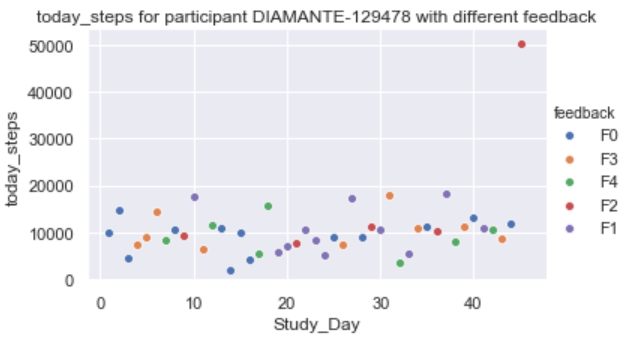 today_steps for participant DIAMANTE-129478 with different feedback
50000
40000
30000
20000
10000
0
today_steps
0 10 20 30 40
Study_Day
feedback
F0
F3
F4
F2
F1